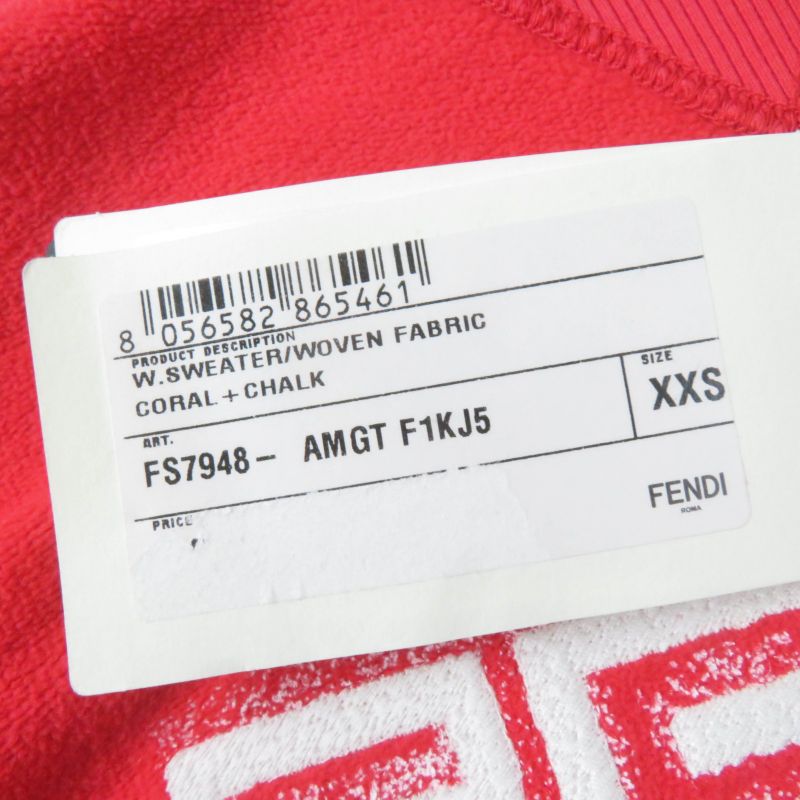 8 056582 865461
PRODUCT DESCRIPTION
W.SWEATER/WOVEN FABRIC
CORAL+CHALK
ART.
FS7948- AMGT F1KJ5
SIZE
XXS
PRICE
FENDI
ROMA